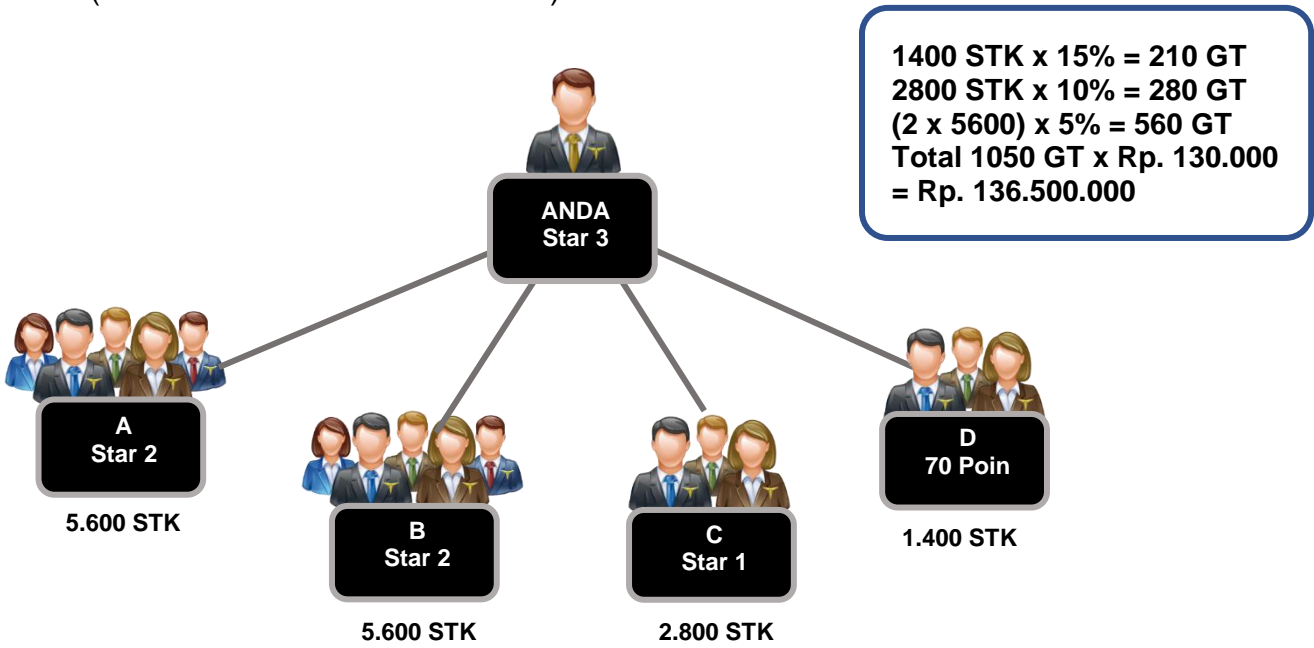 (
)
1400 STK x 15% = 210 GT
2800 STK x 10% = 280 GT
(2 x 5600) x 5% = 560 GT
Total 1050 GT x Rp. 130.000
= Rp. 136.500.000
ANDA
Star 3
A
Star 2
5.600 STK
B
Star 2
5.600 STK
C
Star 1
2.800 STK
D
70 Poin
1.400 STK